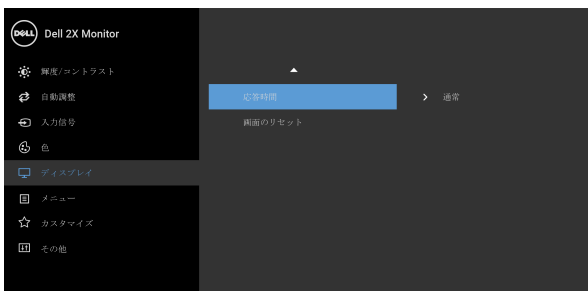 DELL Dell 2X Monitor
輝度/コントラスト
自動調整
入力信号
色
ディスプレイ
メニュー
カスタマイズ
その他
応答時間 通常
画面のリセット